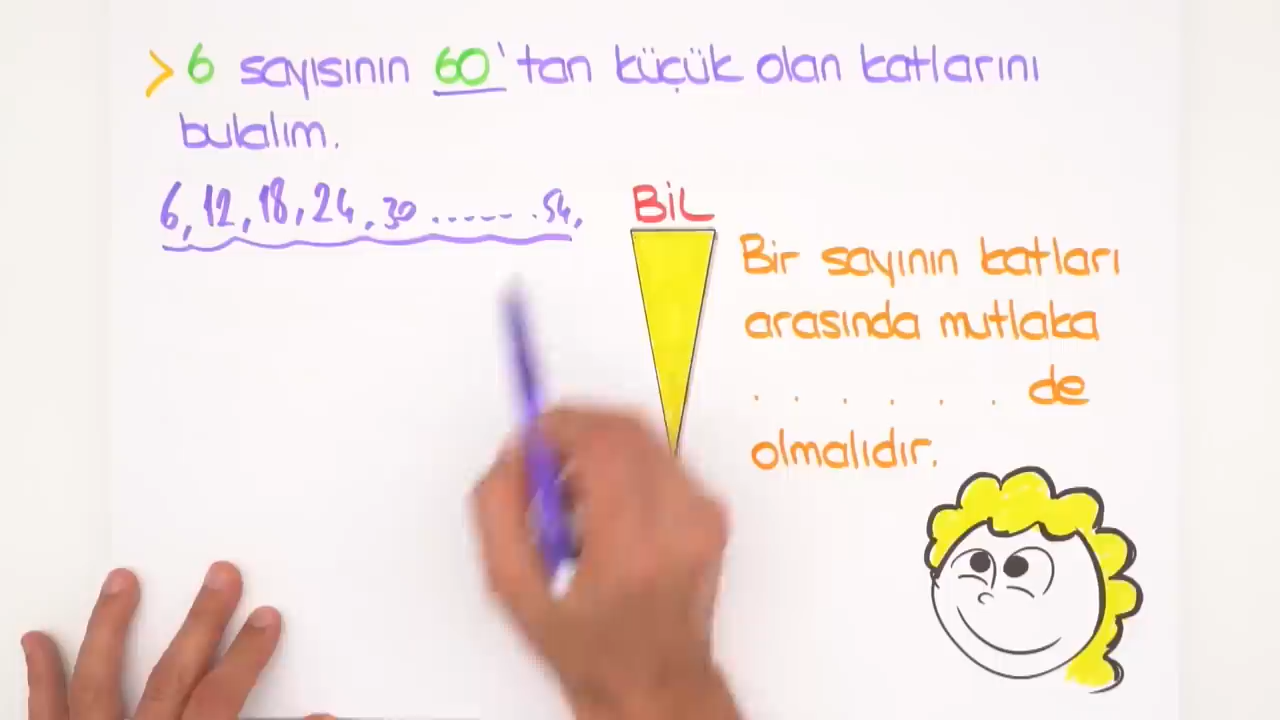 > 6 sayısının 60'tan küçük olan katlarını
bulalım.
6, 12, 18, 24, 30 ....... 54,
BİL
Bir sayının katları
arasında mutlaka
. . . . . . de
olmalıdır.